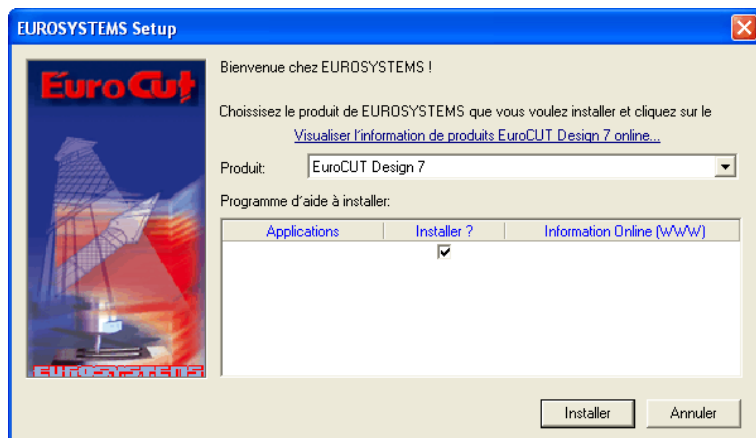 EUROSYSTEMS Setup
EuroCut
Bienvenue chez EUROSYSTEMS !
Choissisez le produit de EUROSYSTEMS que vous voulez installer et cliquez sur le
Visualiser l´information de produits EuroCUT Design 7 online...
Produit: EuroCUT Design 7
Programme d´aide à installer:
Applications Installer ? Information Online (WWW)
EUROSYSTEMS
Installer Annuler